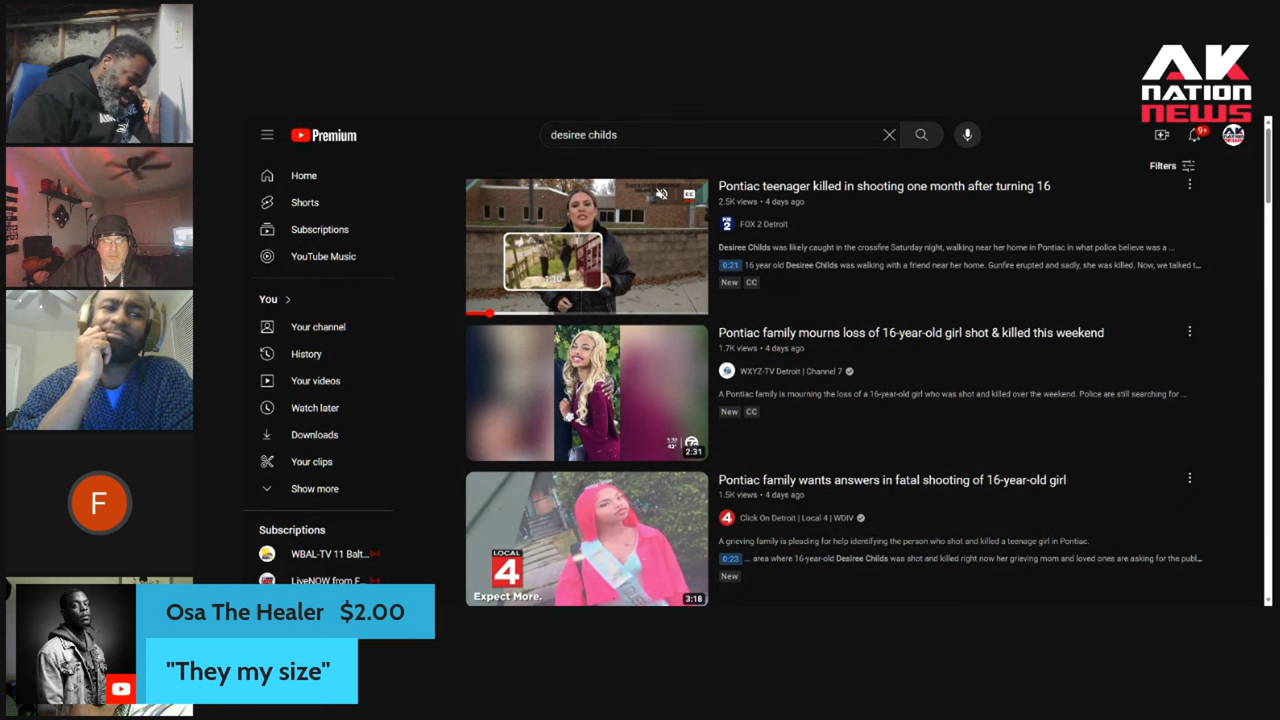 AK
NATION
NEWS
Premium
desiree childs
9+
Filters
Home
Shorts
Subscriptions
YouTube Music
You
Your channel
History
Your videos
Watch later
Downloads
Your clips
Show more
Subscriptions
WBAL-TV 11 Balt...
LiveNOW from F...
Pontiac teenager killed in shooting one month after turning 16
2.5K views • 4 days ago
FOX 2 Detroit
Desiree Childs was likely caught in the crossfire Saturday night, walking near her home in Pontiac in what police believe was a ...
0:21 16 year old Desiree Childs was walking with a friend near her home. Gunfire erupted and sadly, she was killed. Now, we talked t...
New CC
CC
1:10
Pontiac family mourns loss of 16-year-old girl shot & killed this weekend
1.7K views • 4 days ago
WXYZ-TV Detroit | Channel 7
A Pontiac family is mourning the loss of a 16-year-old girl who was shot and killed over the weekend. Police are still searching for ...
New CC
2:31
Pontiac family wants answers in fatal shooting of 16-year-old girl
1.5K views • 4 days ago
4 Click On Detroit | Local 4 | WDIV
A grieving family is pleading for help identifying the person who shot and killed a teenage girl in Pontiac.
0:23 ... area where 16-year-old Desiree Childs was shot and killed right now her grieving mom and loved ones are asking for the publ...
New
LOCAL
4
Expect More.
3:18
F
Osa The Healer $2.00
"They my size"